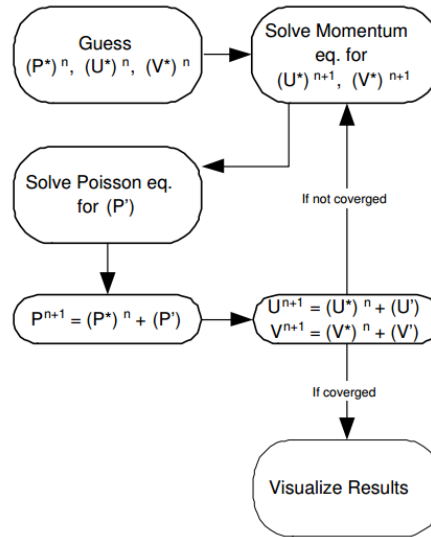 Guess
(P*) ⁿ, (U*) ⁿ, (V*) ⁿ
Solve Momentum
eq. for
(U*) ⁿ⁺¹, (V*) ⁿ⁺¹
Solve Poisson eq.
for (P')
If not coverged
Pⁿ⁺¹ = (P*) ⁿ + (P')
Uⁿ⁺¹ = (U*) ⁿ + (U')
Vⁿ⁺¹ = (V*) ⁿ + (V')
If coverged
Visualize Results